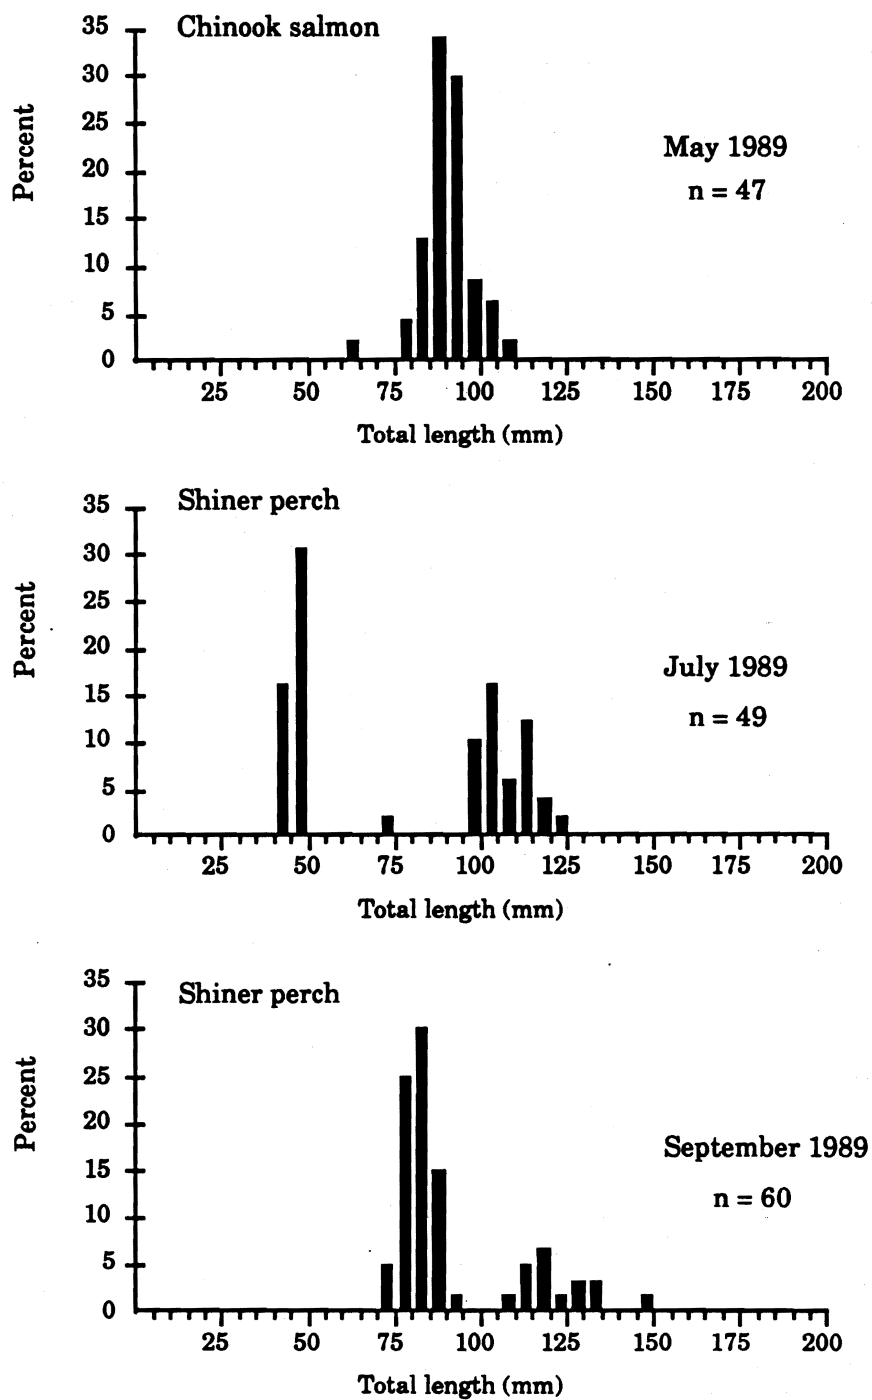 Chinook salmon
35
30
25
20
15
10
5
0
Percent
May 1989
n = 47
25 50 75 100 125 150 175 200
Total length (mm)
Shiner perch
35
30
25
20
15
10
5
0
Percent
July 1989
n = 49
25 50 75 100 125 150 175 200
Total length (mm)
Shiner perch
35
30
25
20
15
10
5
0
Percent
September 1989
n = 60
25 50 75 100 125 150 175 200
Total length (mm)